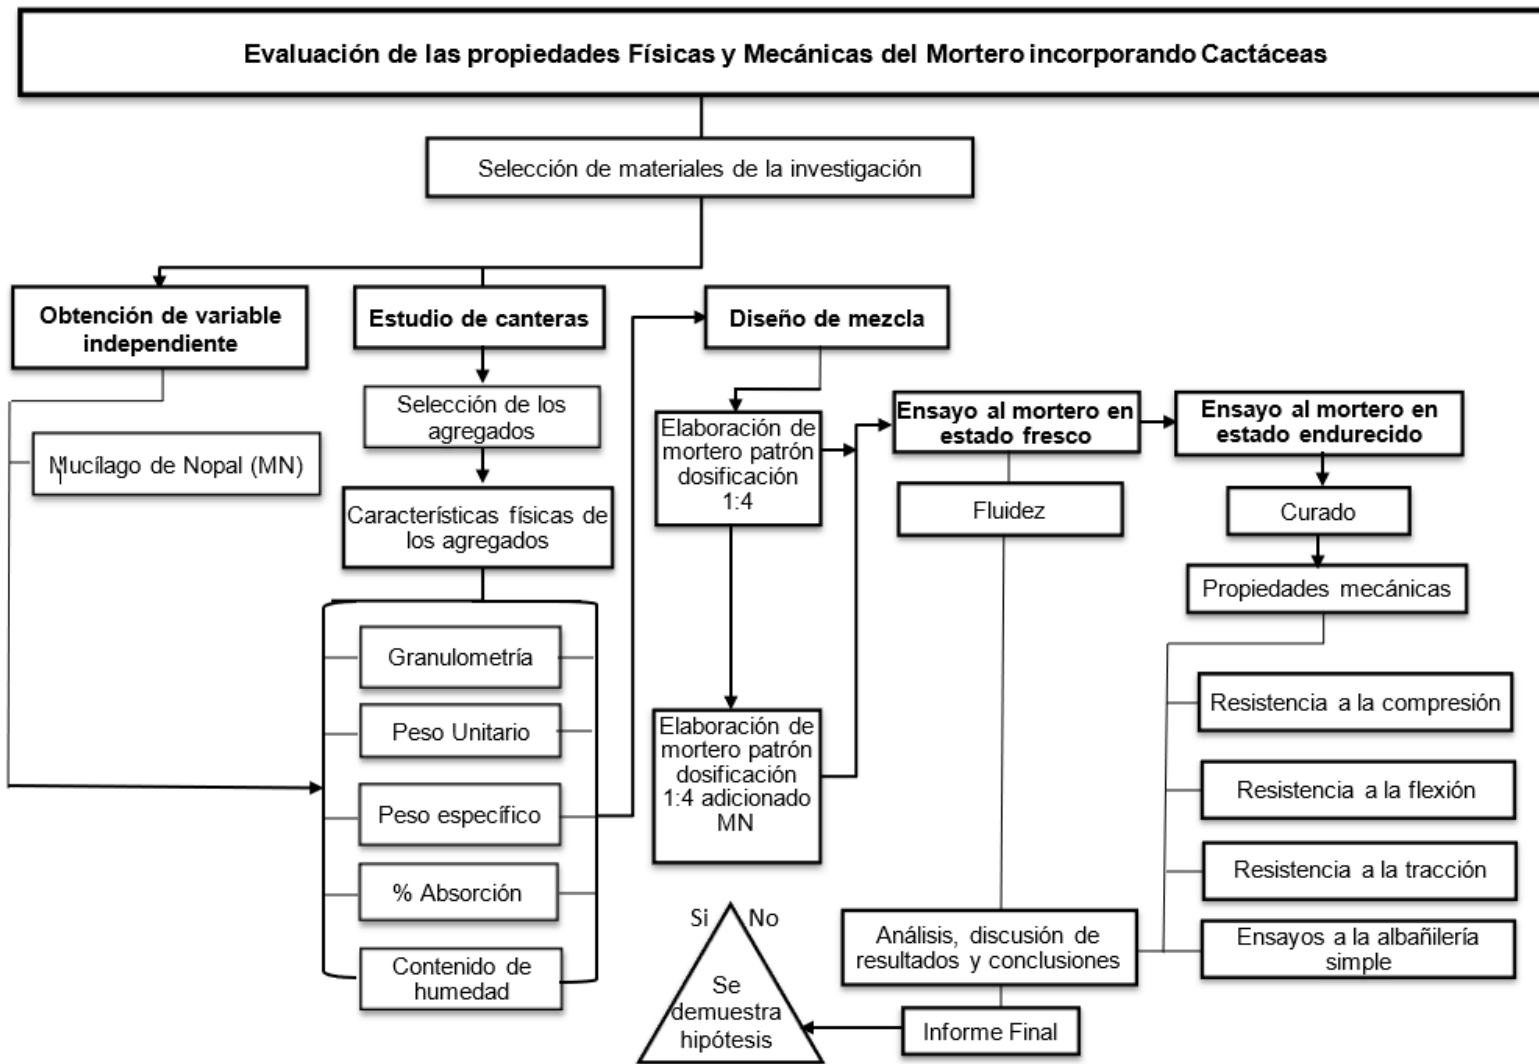 Evaluación de las propiedades Físicas y Mecánicas del Mortero incorporando Cactáceas
Selección de materiales de la investigación
Obtención de variable
independiente
Mucílago de Nopal (MN)
Estudio de canteras
Selección de los
agregados
Características físicas de
los agregados
Granulometría
Peso Unitario
Peso específico
% Absorción
Contenido de
humedad
Diseño de mezcla
Elaboración de
mortero patrón
dosificación
1:4
Elaboración de
mortero patrón
dosificación
1:4 adicionado
MN
Ensayo al mortero en
estado fresco
Fluidez
Ensayo al mortero en
estado endurecido
Curado
Propiedades mecánicas
Resistencia a la compresión
Resistencia a la flexión
Resistencia a la tracción
Ensayos a la albañilería
simple
Análisis, discusión de
resultados y conclusiones
Informe Final
Si No
Se
demuestra
hipótesis